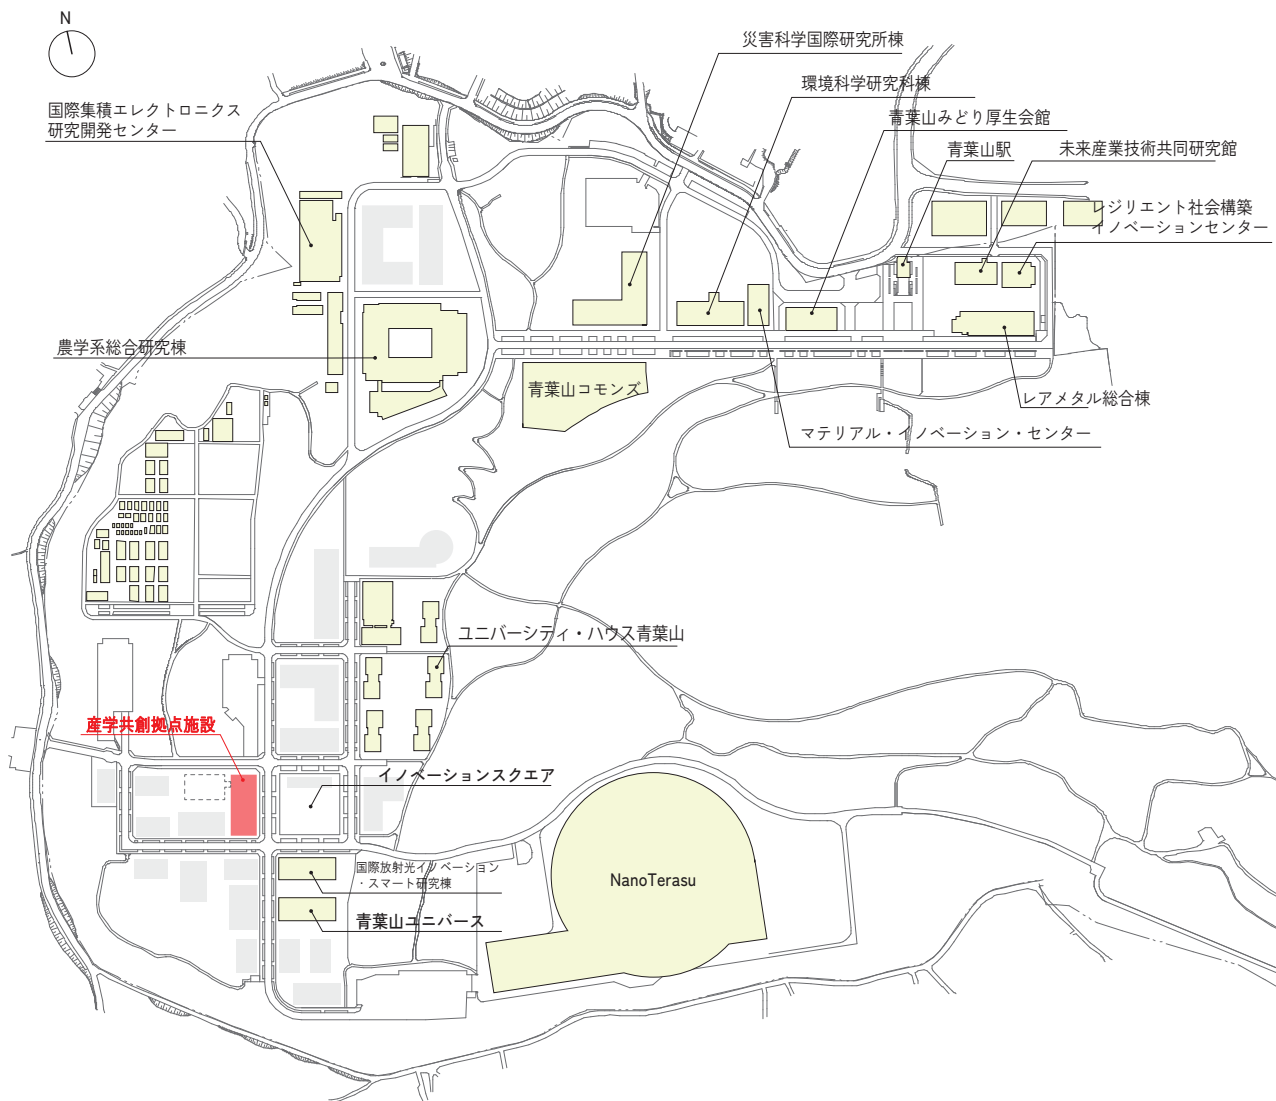 N
災害科学国際研究所棟
環境科学研究科棟
国際集積エレクトロニクス
研究開発センター
青葉山みどり厚生会館
青葉山駅
未来産業技術共同研究館
レジリエント社会構築
イノベーションセンター
農学系総合研究棟
青葉山コモンズ
レアメタル総合棟
マテリアル・イノベーション・センター
ユニバーシティ・ハウス青葉山
産学共創拠点施設
イノベーションスクエア
国際放射光イノベーション
・スマート研究棟
NanoTerasu
青葉山ユニバース